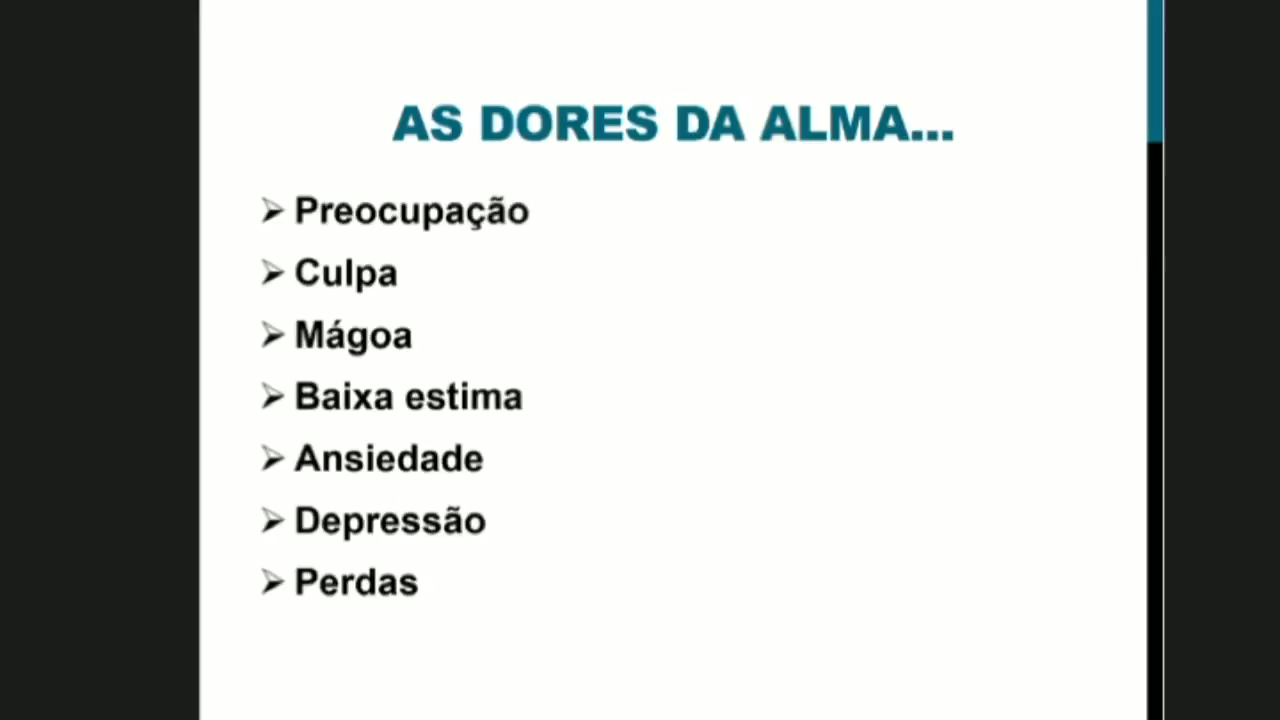 AS DORES DA ALMA...
Preocupação
Culpa
Mágoa
Baixa estima
Ansiedade
Depressão
Perdas